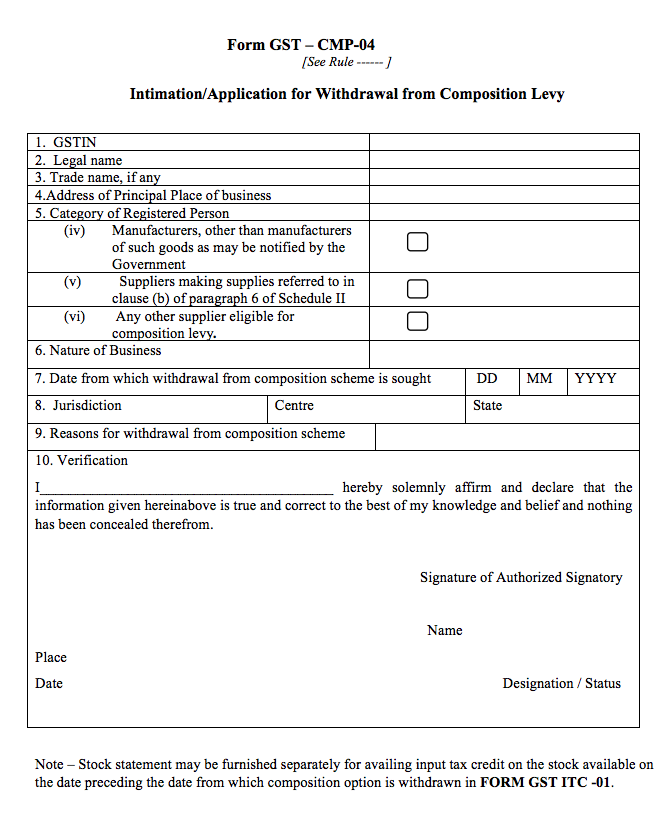 Form GST – CMP-04
[See Rule ------ ]
Intimation/Application for Withdrawal from Composition Levy
1. GSTIN
2. Legal name
3. Trade name, if any
4.Address of Principal Place of business
5. Category of Registered Person
(iv) Manufacturers, other than manufacturers
of such goods as may be notified by the
Government
(v) Suppliers making supplies referred to in
clause (b) of paragraph 6 of Schedule II
(vi) Any other supplier eligible for
composition levy.
6. Nature of Business
7. Date from which withdrawal from composition scheme is sought DD MM YYYY
8. Jurisdiction Centre State
9. Reasons for withdrawal from composition scheme
10. Verification
I__________________________________________ hereby solemnly affirm and declare that the
information given hereinabove is true and correct to the best of my knowledge and belief and nothing
has been concealed therefrom.
Signature of Authorized Signatory
Name
Place
Date Designation / Status
Note – Stock statement may be furnished separately for availing input tax credit on the stock available on
the date preceding the date from which composition option is withdrawn in FORM GST ITC -01.